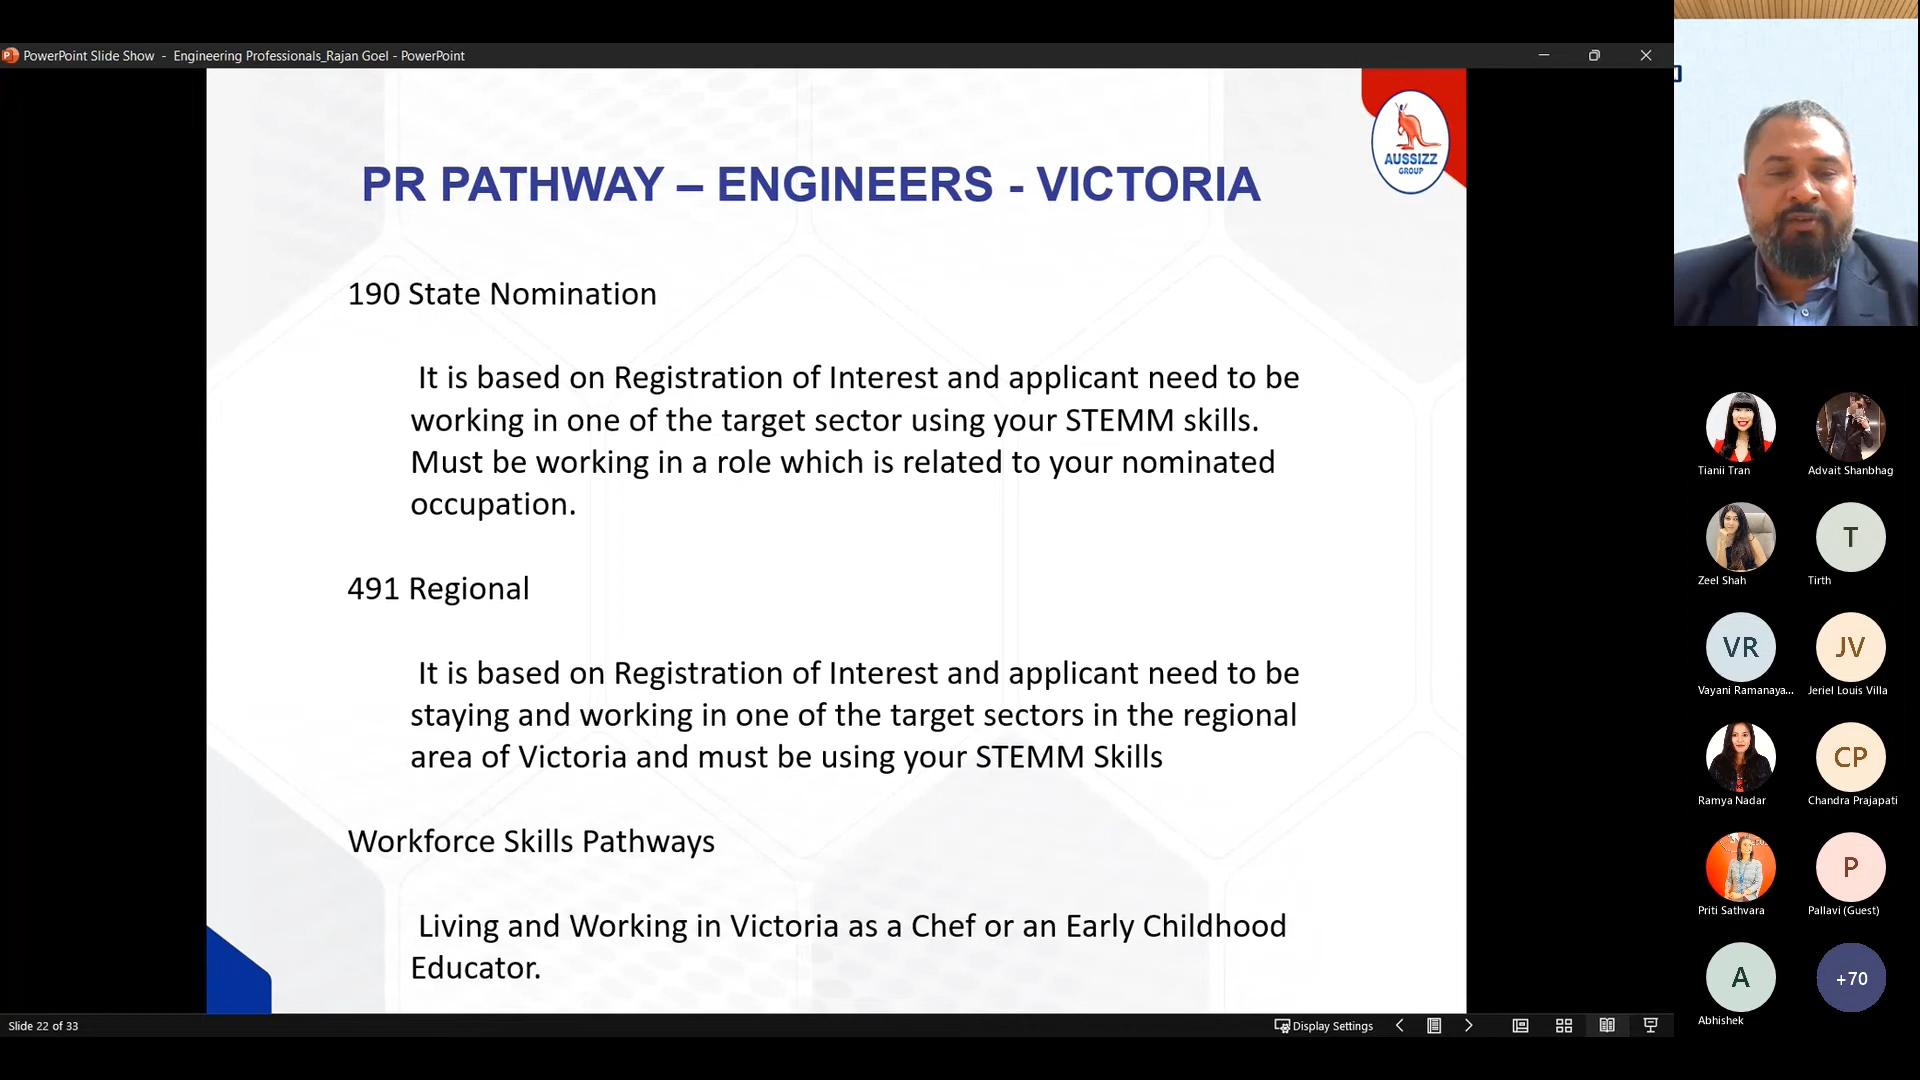 PowerPoint Slide Show - Engineering Professionals_Rajan Goel - PowerPoint
AUSSIZZ
GROUP
PR PATHWAY – ENGINEERS - VICTORIA
190 State Nomination
It is based on Registration of Interest and applicant need to be
working in one of the target sector using your STEMM skills.
Must be working in a role which is related to your nominated
occupation.
491 Regional
It is based on Registration of Interest and applicant need to be
staying and working in one of the target sectors in the regional
area of Victoria and must be using your STEMM Skills
Workforce Skills Pathways
Living and Working in Victoria as a Chef or an Early Childhood
Educator.
Slide 22 of 33
Display Settings
Tianii Tran
Advait Shanbhag
Zeel Shah
T
Tirth
VR
Vayani Ramanaya...
JV
Jeriel Louis Villa
Ramya Nadar
CP
Chandra Prajapati
Priti Sathvara
P
Pallavi (Guest)
A
Abhishek
+70